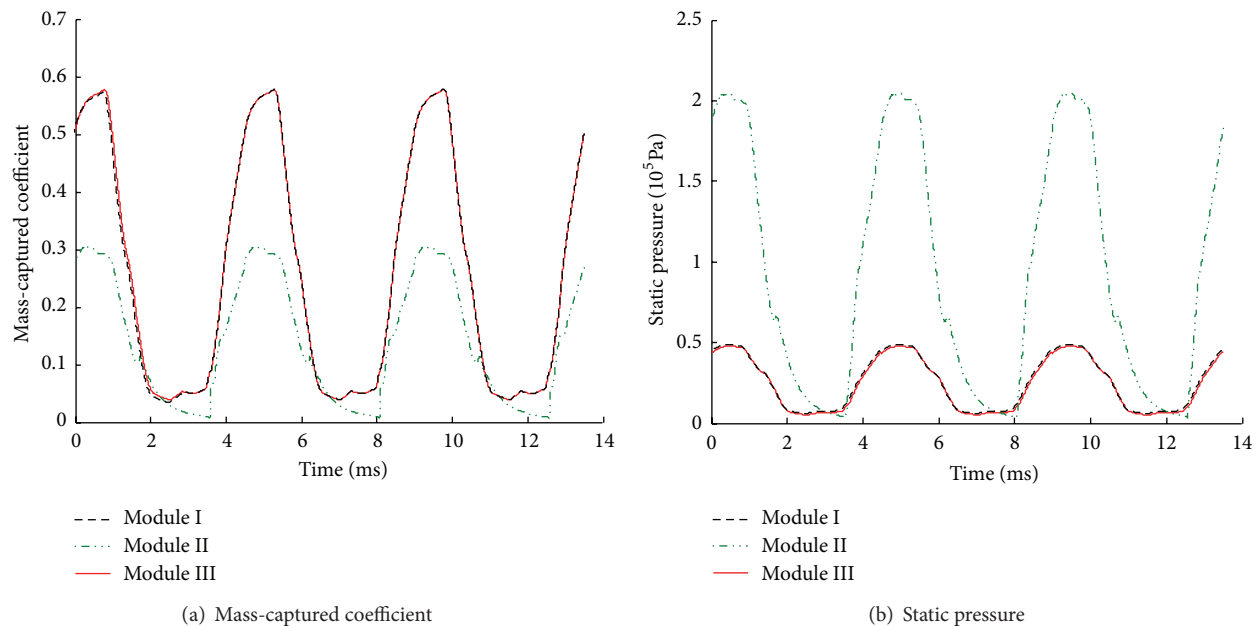 0.7
0.6
0.5
0.4
0.3
0.2
0.1
0
Mass-captured coefficient
0 2 4 6 8 10 12 14
Time (ms)
Module I
Module II
Module III
(a) Mass-captured coefficient
2.5
2
1.5
1
0.5
0
Static pressure (10⁵ Pa)
0 2 4 6 8 10 12 14
Time (ms)
Module I
Module II
Module III
(b) Static pressure